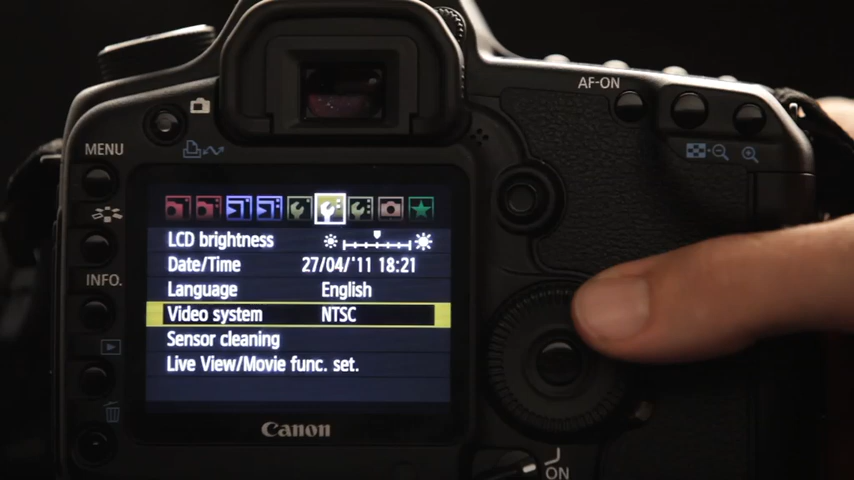 AF-ON
MENU
INFO.
LCD brightness
Date/Time 27/04/'11 18:21
Language English
Video system NTSC
Sensor cleaning
Live View/Movie func. set.
Canon
ON